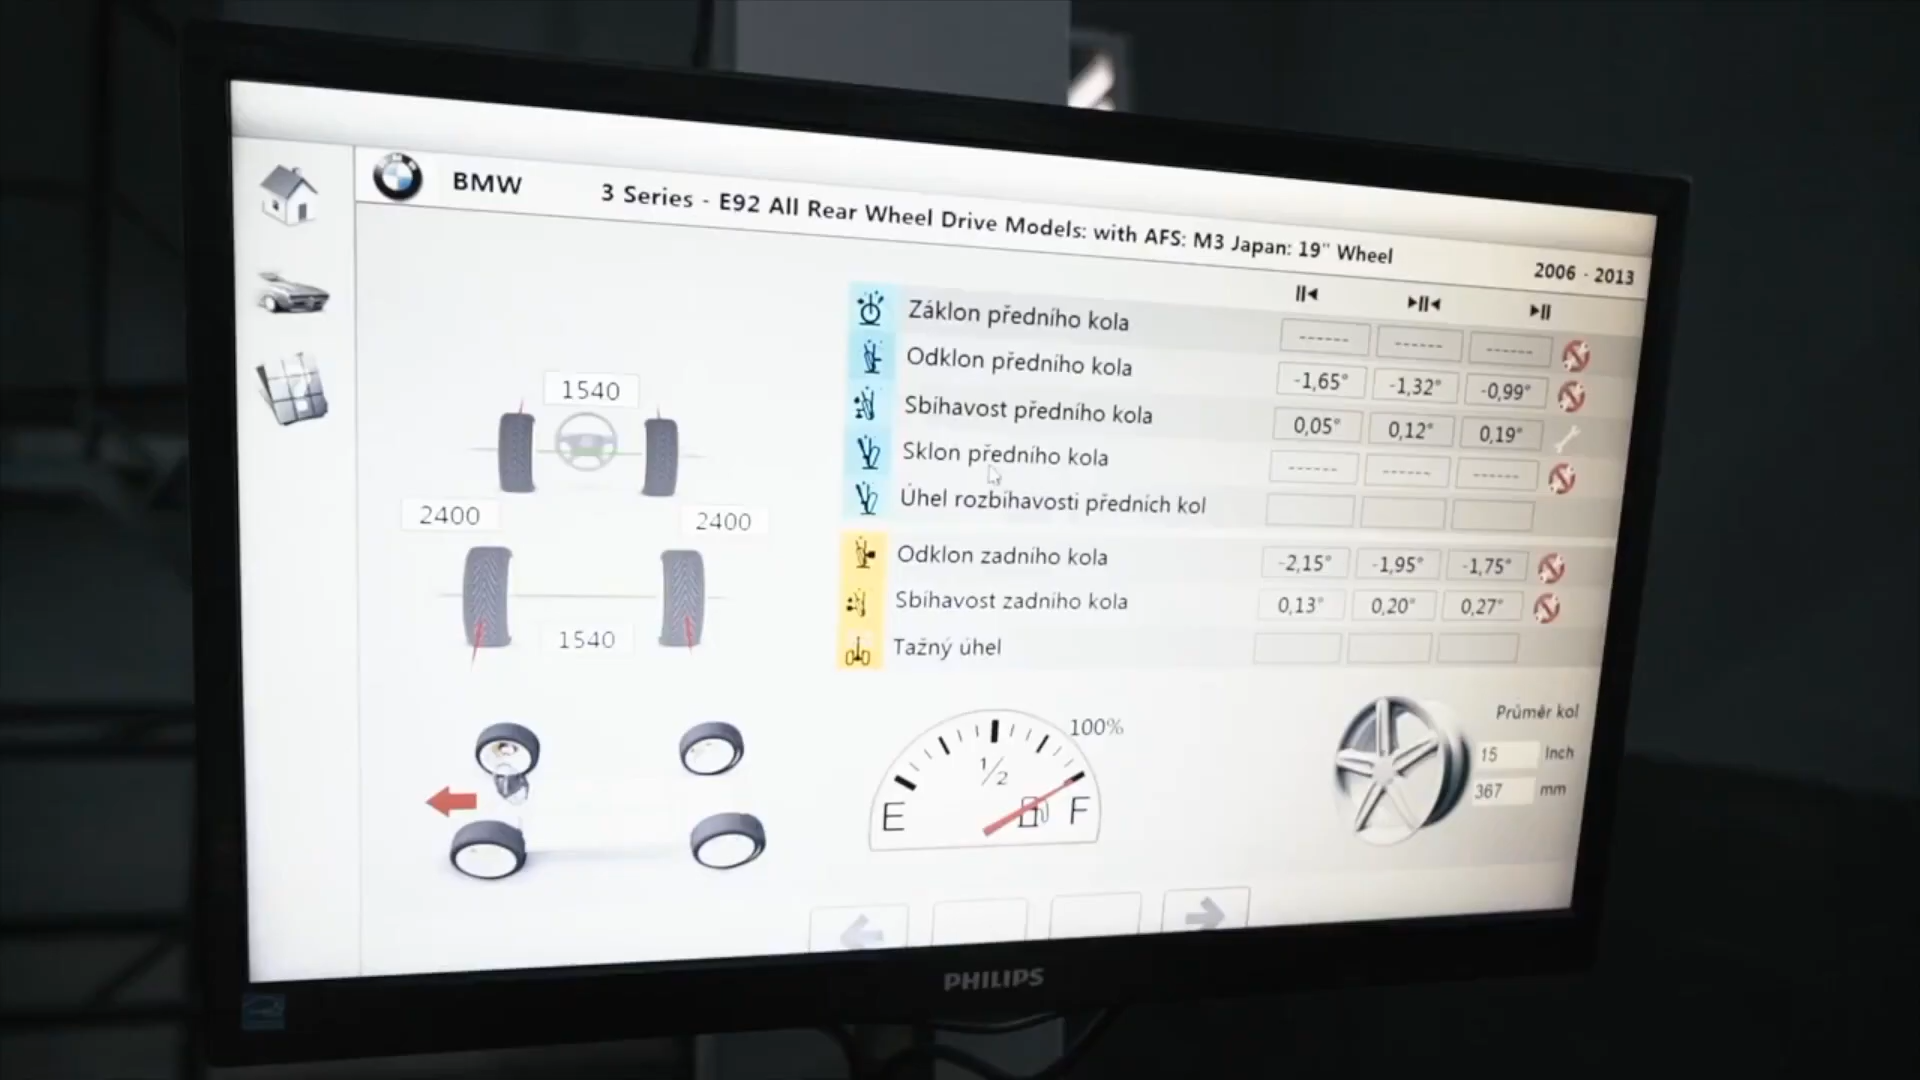 BMW 3 Series - E92 All Rear Wheel Drive Models: with AFS: M3 Japan: 19" Wheel 2006 - 2013
Záklon předního kola ------ ------ ------
Odklon předního kola -1,65° -1,32° -0,99°
Sbíhavost předního kola 0,05° 0,12° 0,19°
Sklon předního kola ------ ------ ------
Úhel rozbíhavosti předních kol
Odklon zadního kola -2,15° -1,95° -1,75°
Sbíhavost zadního kola 0,13° 0,20° 0,27°
Tažný úhel
1540
2400 2400
1540
100%
1/2
E F
Průměr kol
15 Inch
367 mm
PHILIPS